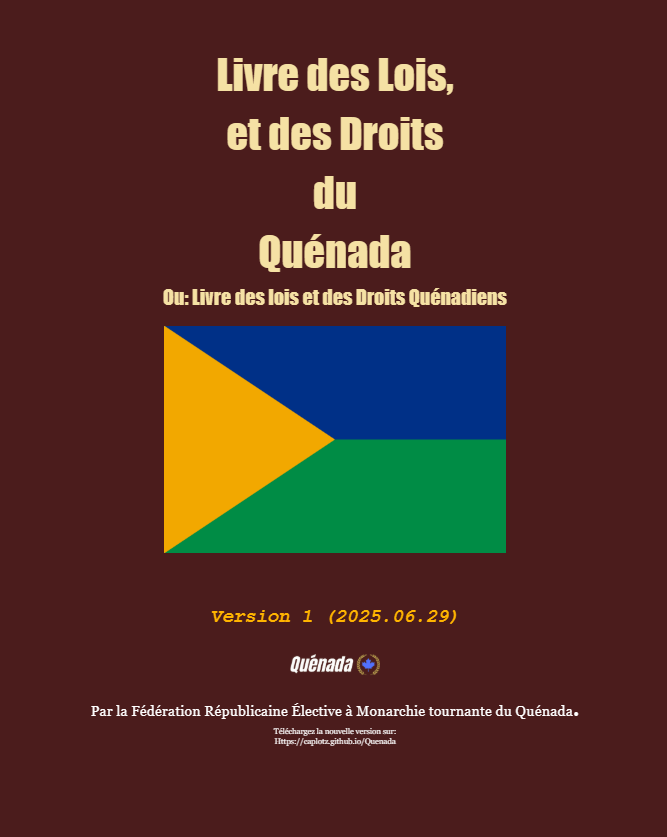 Livre des Lois,
et des Droits
du
Quénada
Ou: Livre des lois et des Droits Quénadiens
Version 1 (2025.06.29)
Quénada
Par la Fédération Républicaine Élective à Monarchie tournante du Quénada.
Téléchargez la nouvelle version sur:
Https://caplotz.github.io/Quenada